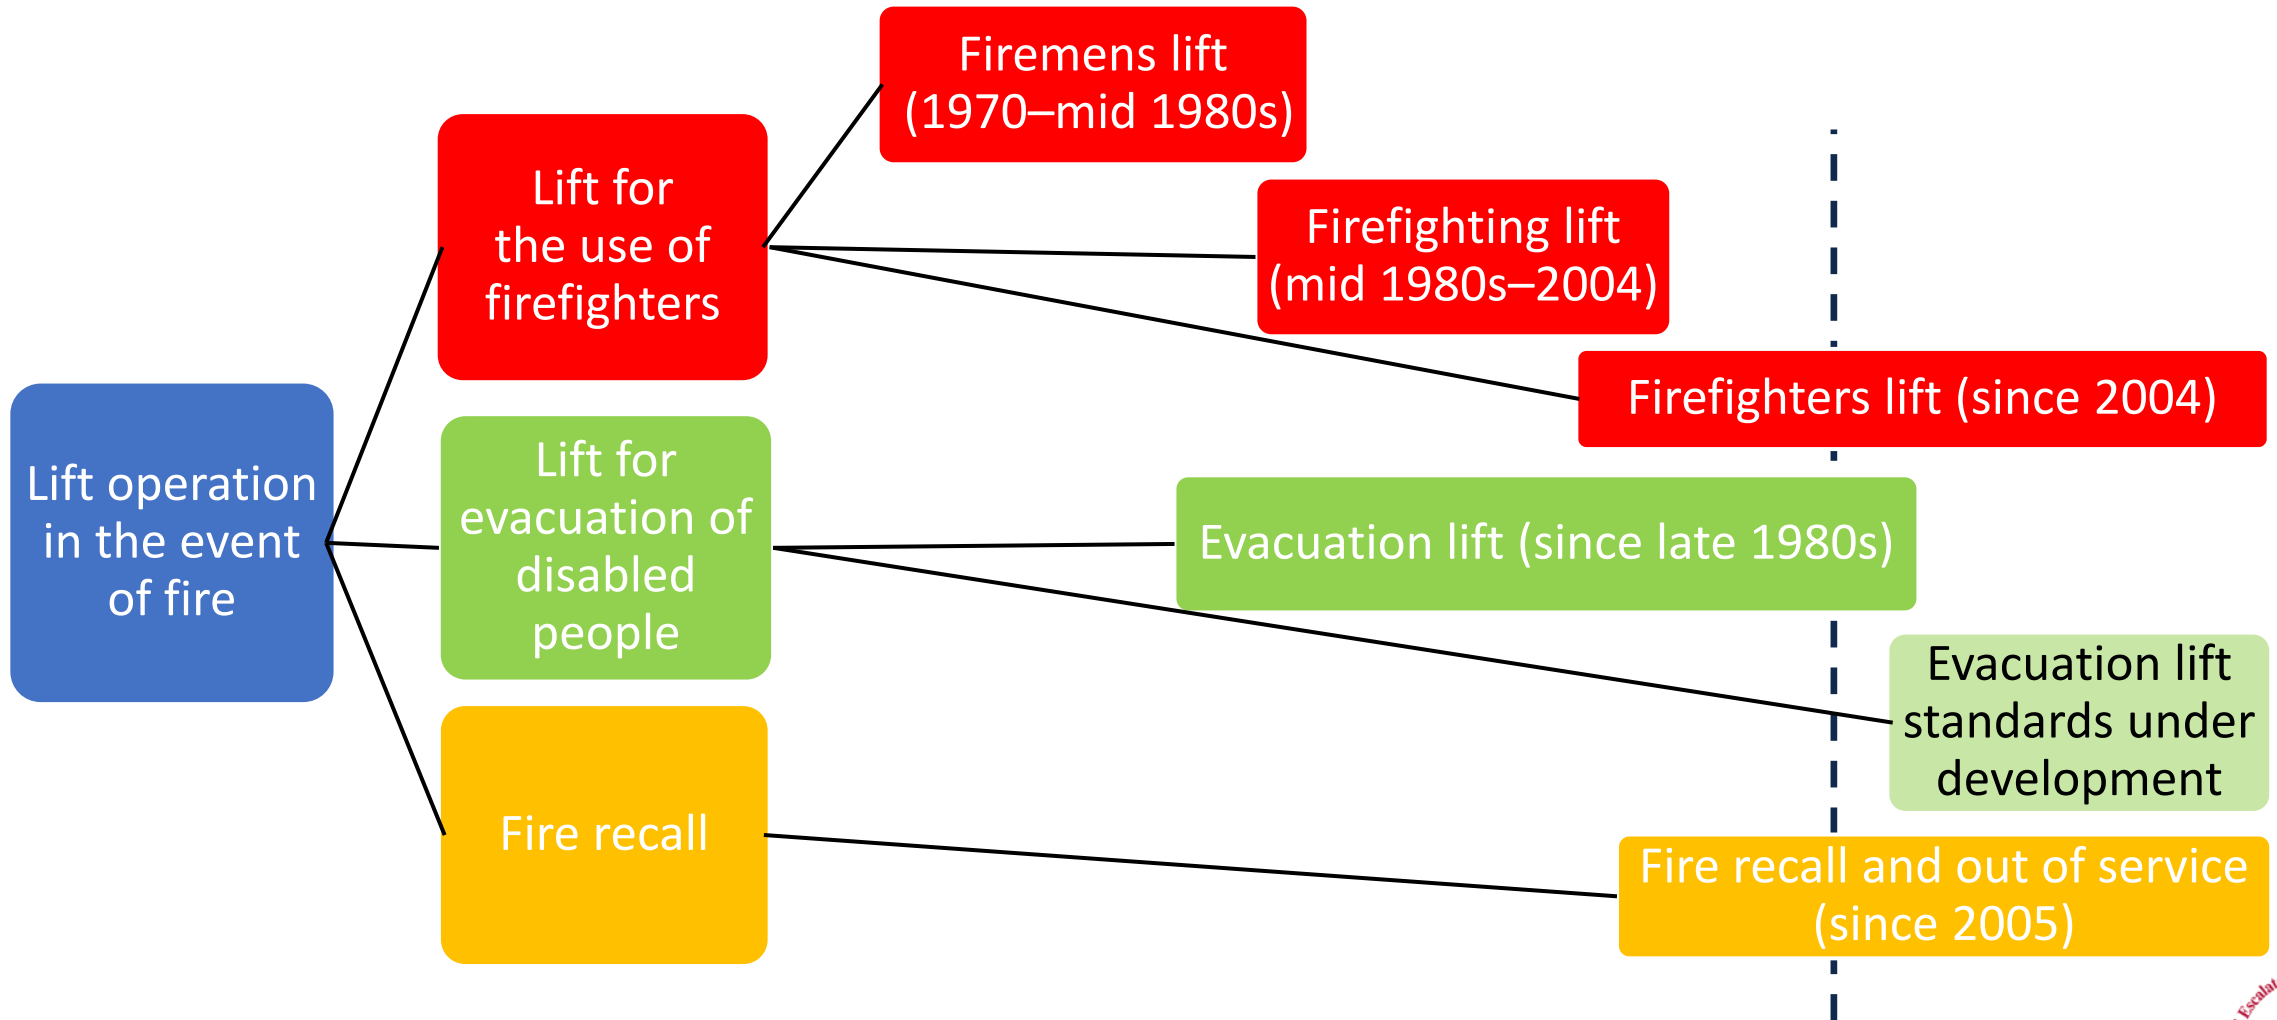 Firemens lift
(1970–mid 1980s)
Lift for
the use of
firefighters
Firefighting lift
(mid 1980s–2004)
Firefighters lift (since 2004)
Lift operation
in the event
of fire
Lift for
evacuation of
disabled
people
Evacuation lift (since late 1980s)
Evacuation lift
standards under
development
Fire recall
Fire recall and out of service
(since 2005)